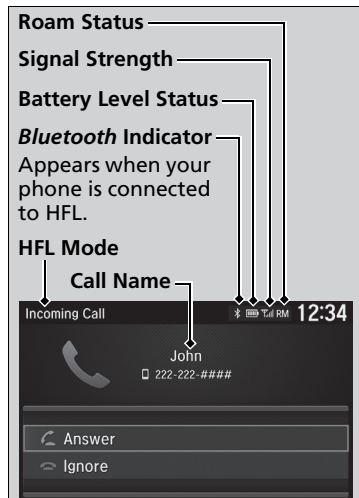 Roam Status
Signal Strength
Battery Level Status
Bluetooth Indicator
Appears when your
phone is connected
to HFL.
HFL Mode
Call Name
Incoming Call
RM 12:34
John
222-222-####
Answer
Ignore